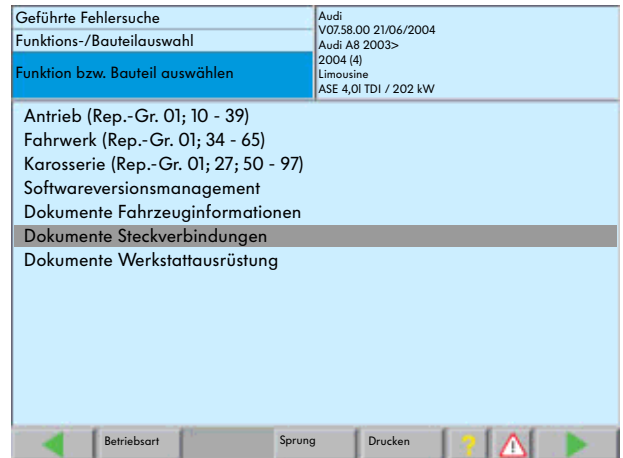 Geführte Fehlersuche
Funktions-/Bauteilauswahl
Funktion bzw. Bauteil auswählen
Audi
V07.58.00 21/06/2004
Audi A8 2003>
2004 (4)
Limousine
ASE 4,0l TDI / 202 kW
Antrieb (Rep.-Gr. 01; 10 - 39)
Fahrwerk (Rep.-Gr. 01; 34 - 65)
Karosserie (Rep.-Gr. 01; 27; 50 - 97)
Softwareversionsmanagement
Dokumente Fahrzeuginformationen
Dokumente Steckverbindungen
Dokumente Werkstattausrüstung
Betriebsart Sprung Drucken ? !